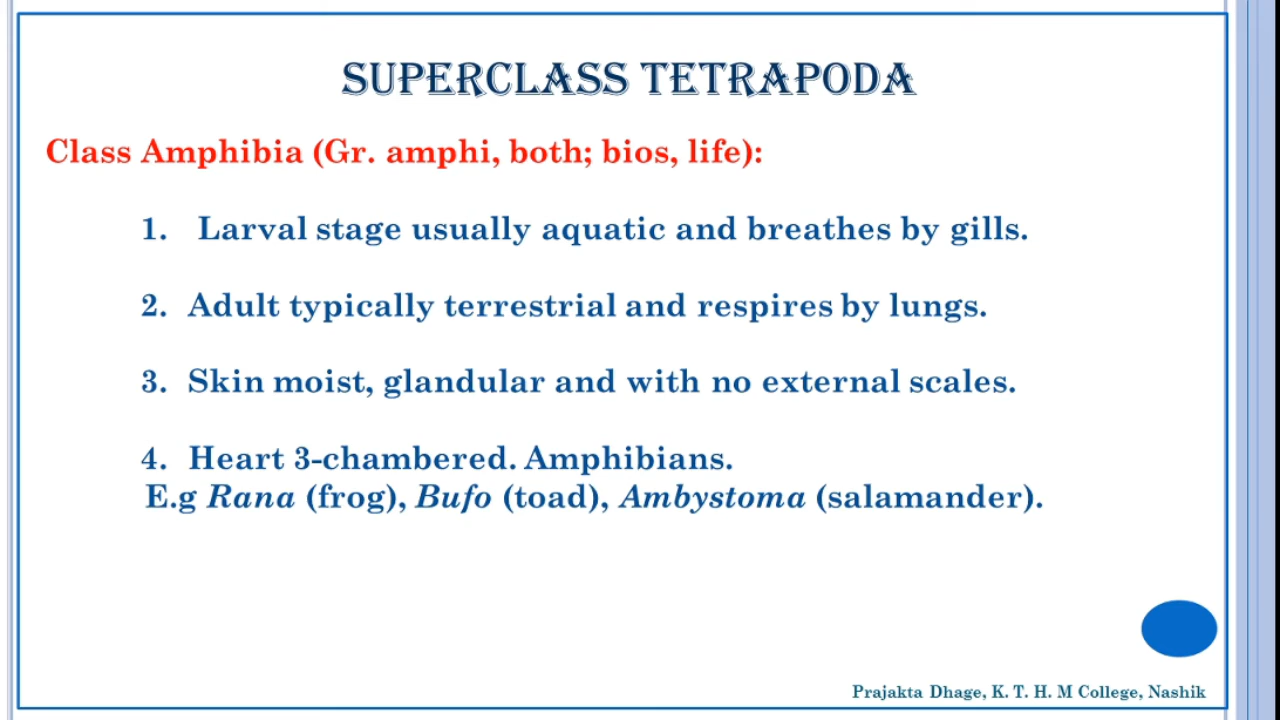 SUPERCLASS TETRAPODA
Class Amphibia (Gr. amphi, both; bios, life):
1. Larval stage usually aquatic and breathes by gills.
2. Adult typically terrestrial and respires by lungs.
3. Skin moist, glandular and with no external scales.
4. Heart 3-chambered. Amphibians.
E.g Rana (frog), Bufo (toad), Ambystoma (salamander).
Prajakta Dhage, K. T. H. M College, Nashik